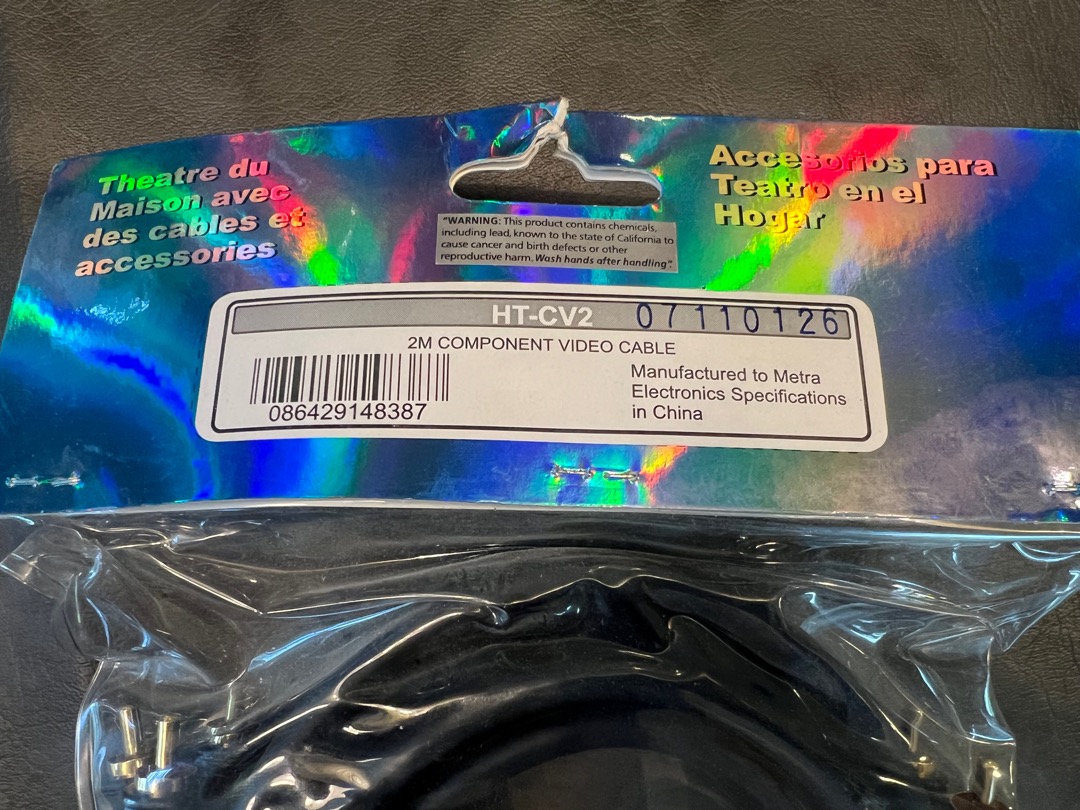 Theatre du
Maison avec
des cables et
accessories
"WARNING: This product contains chemicals,
including lead, known to the state of California to
cause cancer and birth defects or other
reproductive harm. Wash hands after handling".
Accesorios para
Teatro en el
Hogar
HT-CV2 07110126
2M COMPONENT VIDEO CABLE
086429148387
Manufactured to Metra
Electronics Specifications
in China